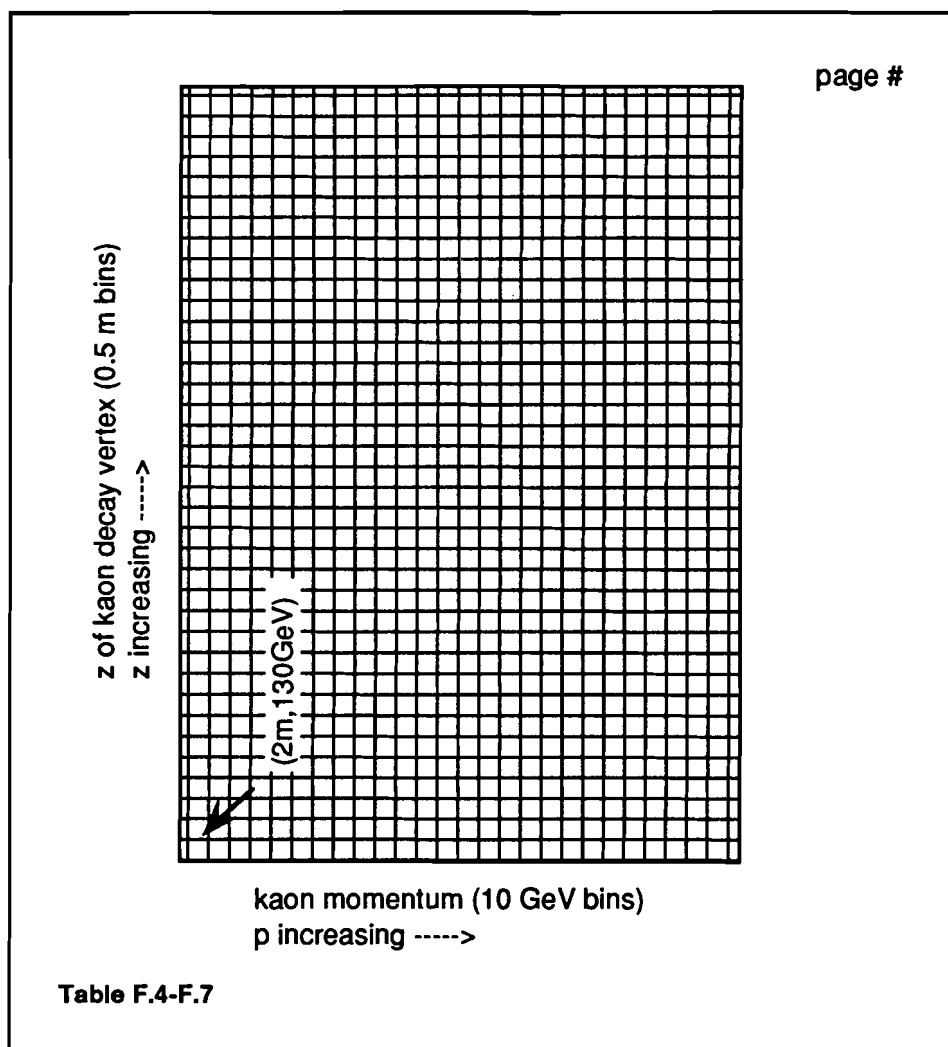 page #
z of kaon decay vertex (0.5 m bins)
z increasing ----->
(2m,130GeV)
kaon momentum (10 GeV bins)
p increasing ----->
Table F.4-F.7